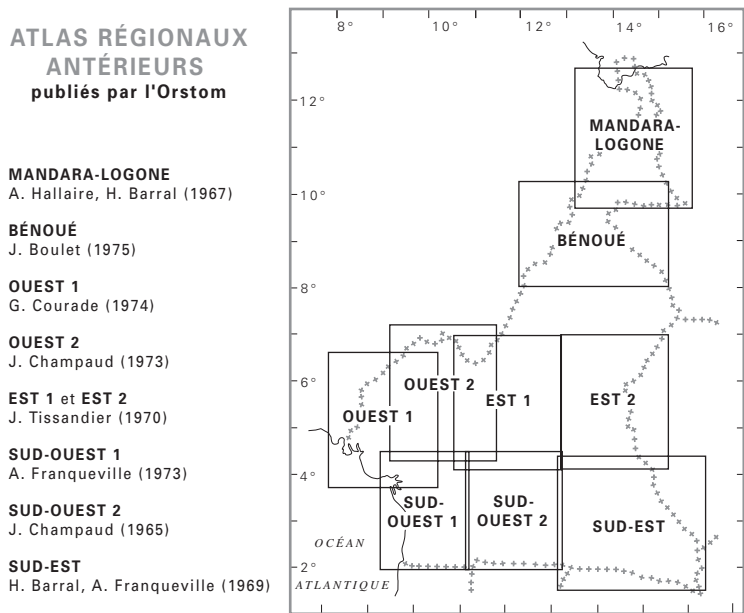 ATLAS RÉGIONAUX
ANTÉRIEURS
publiés par l'Orstom
MANDARA-LOGONE
A. Hallaire, H. Barral (1967)
BÉNOUÉ
J. Boulet (1975)
OUEST 1
G. Courade (1974)
OUEST 2
J. Champaud (1973)
EST 1 et EST 2
J. Tissandier (1970)
SUD-OUEST 1
A. Franqueville (1973)
SUD-OUEST 2
J. Champaud (1965)
SUD-EST
H. Barral, A. Franqueville (1969)
8° 10° 12° 14° 16°
12°
MANDARA-
LOGONE
10°
BÉNOUÉ
8°
6°
OUEST 2
OUEST 1
EST 1
EST 2
4°
SUD-
OUEST 1
SUD-
OUEST 2
SUD-EST
OCÉAN
2°
ATLANTIQUE